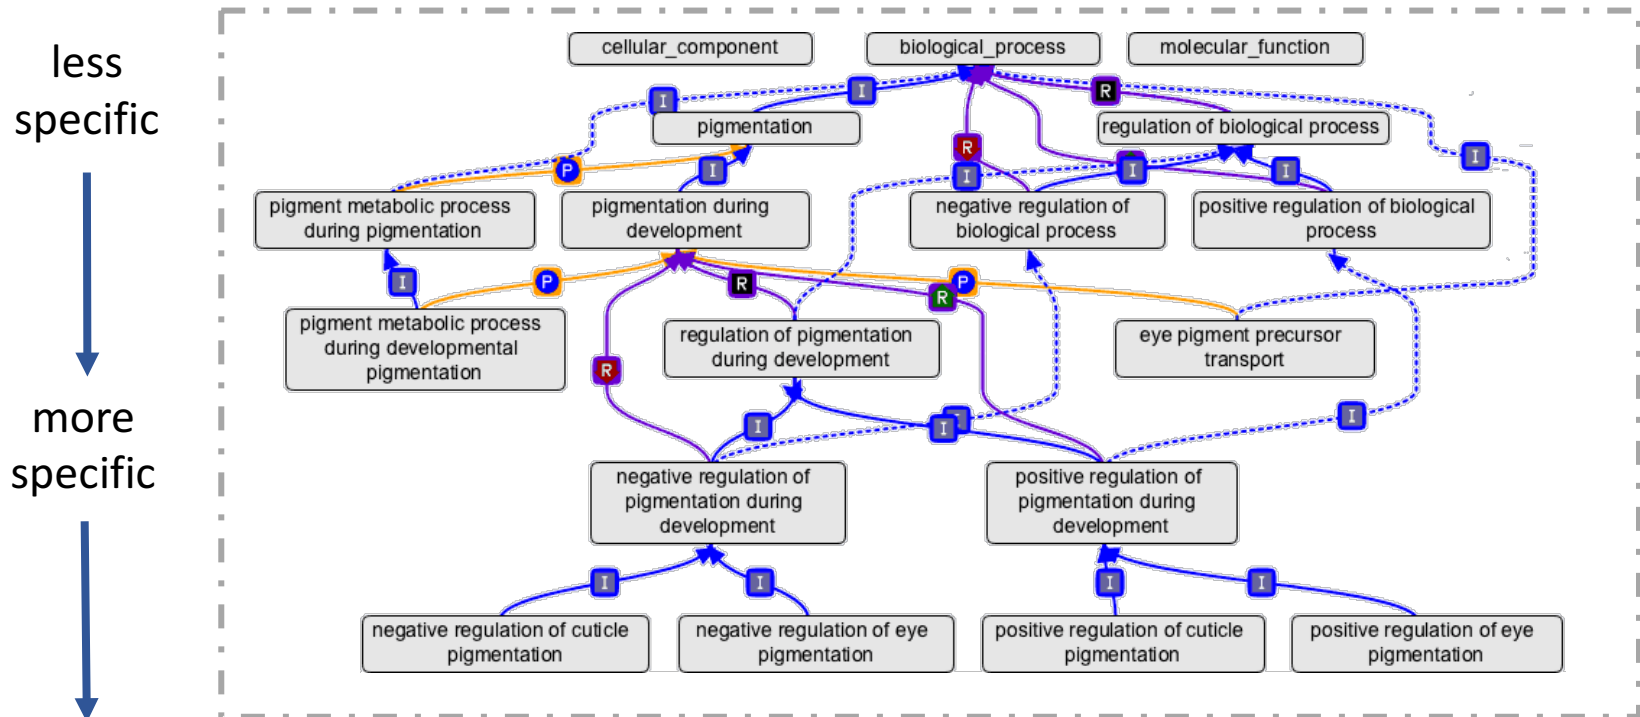 less
specific
more
specific
cellular_component
biological_process
molecular_function
I
I
R
pigmentation
regulation of biological process
R
I
P
I
I
I
I
pigment metabolic process
during pigmentation
pigmentation during
development
negative regulation of
biological process
positive regulation of biological
process
I
P
R
P
R
pigment metabolic process
during developmental
pigmentation
regulation of pigmentation
during development
eye pigment precursor
transport
R
I
I
I
I
negative regulation of
pigmentation during
development
positive regulation of
pigmentation during
development
I
I
I
I
negative regulation of cuticle
pigmentation
negative regulation of eye
pigmentation
positive regulation of cuticle
pigmentation
positive regulation of eye
pigmentation